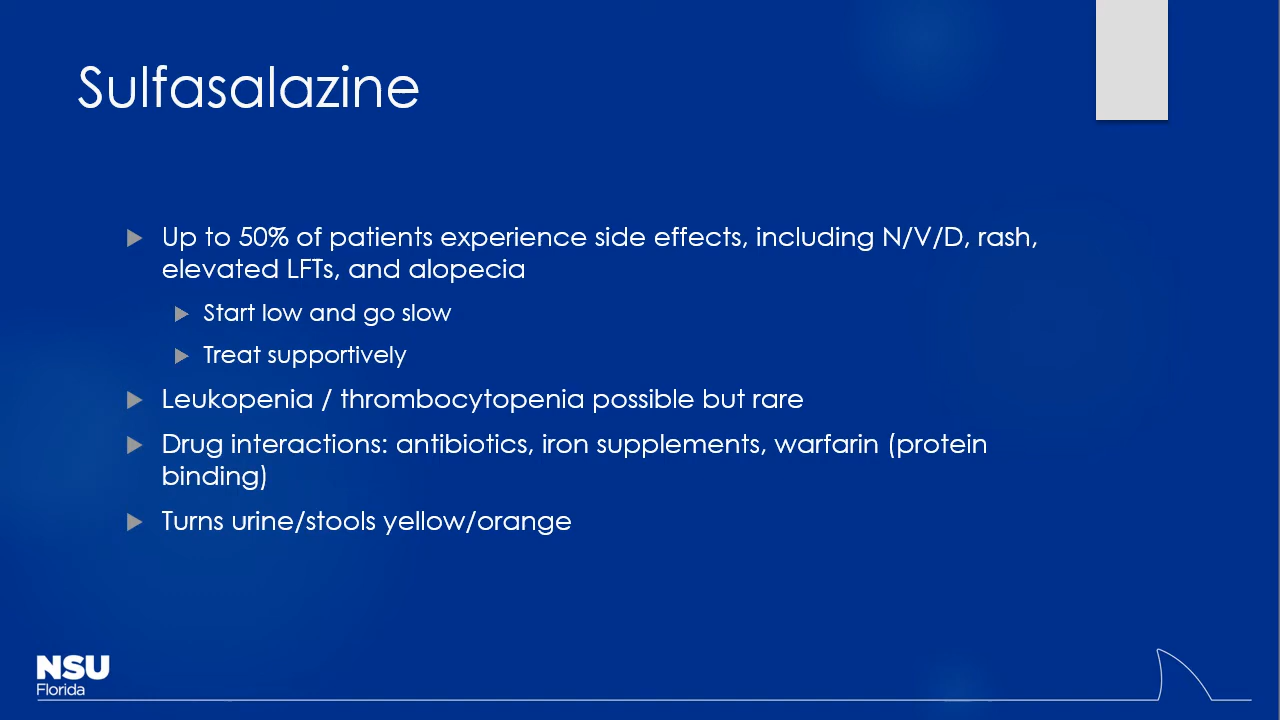 Sulfasalazine
Up to 50% of patients experience side effects, including N/V/D, rash,
elevated LFTs, and alopecia
Start low and go slow
Treat supportively
Leukopenia / thrombocytopenia possible but rare
Drug interactions: antibiotics, iron supplements, warfarin (protein
binding)
Turns urine/stools yellow/orange
NSU
Florida